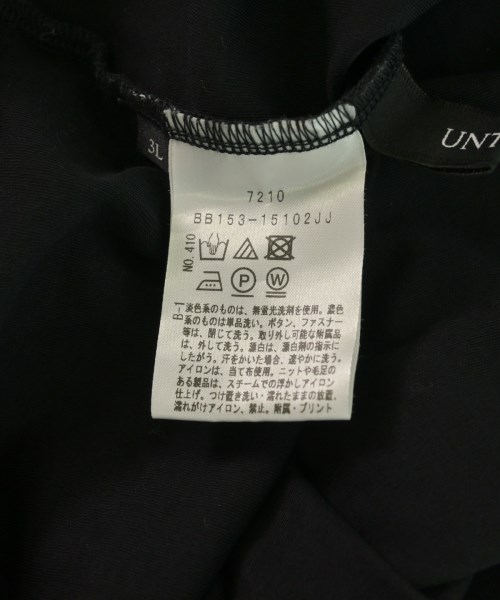 3L
UNT
7210
BB153-15102JJ
NO.410
P
W
B-1
淡色系のものは、無蛍光洗剤を使用。濃色
系のものは単品洗い。ボタン、ファスナー
等は、閉じて洗う。取り外し可能な附属品
は、外して洗う。漂白は、漂白剤の指示に
したがう。汗をかいた場合、速やかに洗う。
アイロンは、当て布使用。ニットや毛足の
ある製品は、スチームでの浮かしアイロン
仕上げ。つけ置き洗い・濡れたままの放置、
濡れがけアイロン、禁止。附属・プリント